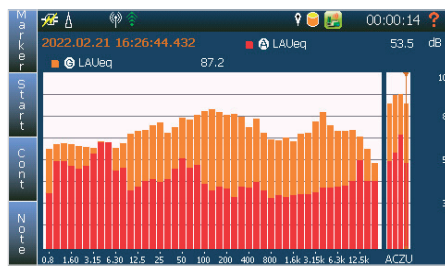 Marker
00:00:14 ?
2022.02.21 16:26:44.432
A LAUeq 53.5 dB
G LAUeq 87.2
Start
Cont
Note
0.8 1.60 3.15 6.30 12.5 25 50 100 200 400 800 1.6k 3.15k 6.3k 12.5k ACZU